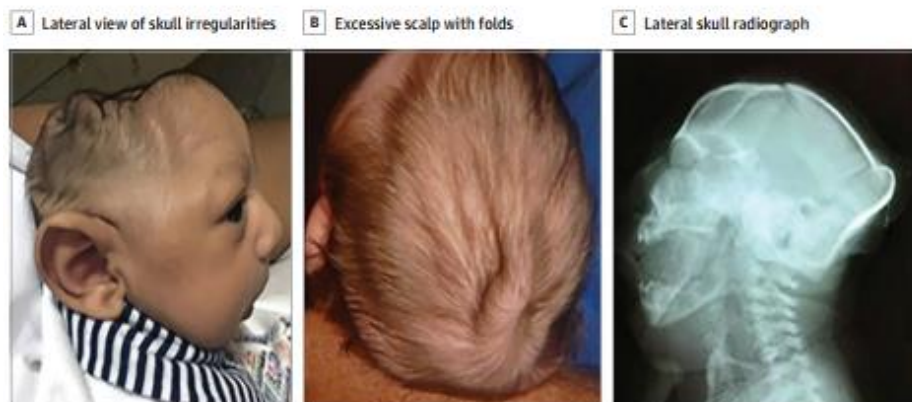 A Lateral view of skull irregularities
B Excessive scalp with folds
C Lateral skull radiograph